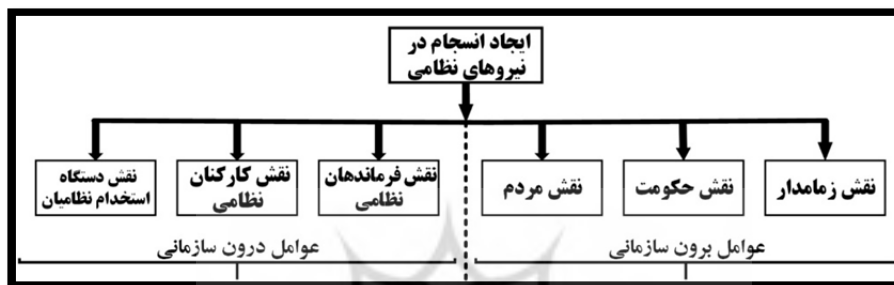 ایجاد انسجام در
نیروهای نظامی
نقش زمامدار
نقش حکومت
نقش مردم
نقش فرماندهان
نظامی
نقش کارکنان
نظامی
نقش دستگاه
استخدام نظامیان
عوامل برون سازمانی
عوامل درون سازمانی